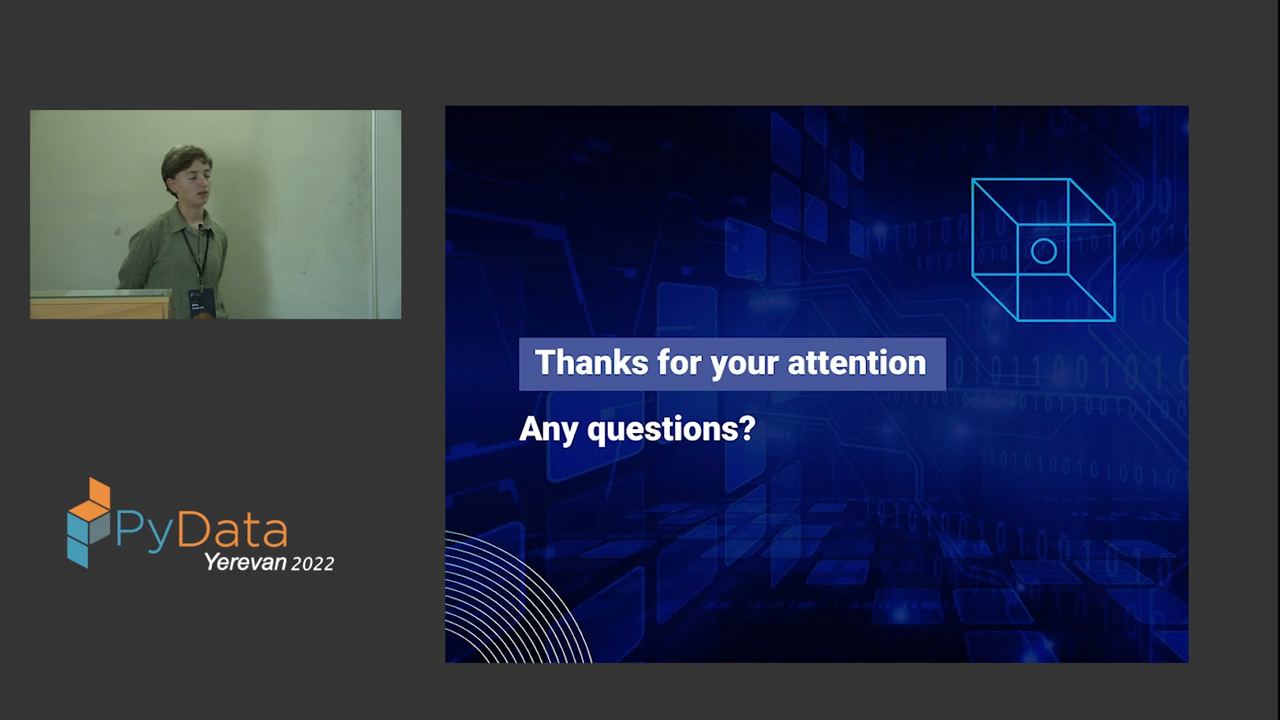 Thanks for your attention
Any questions?
PyData
Yerevan 2022